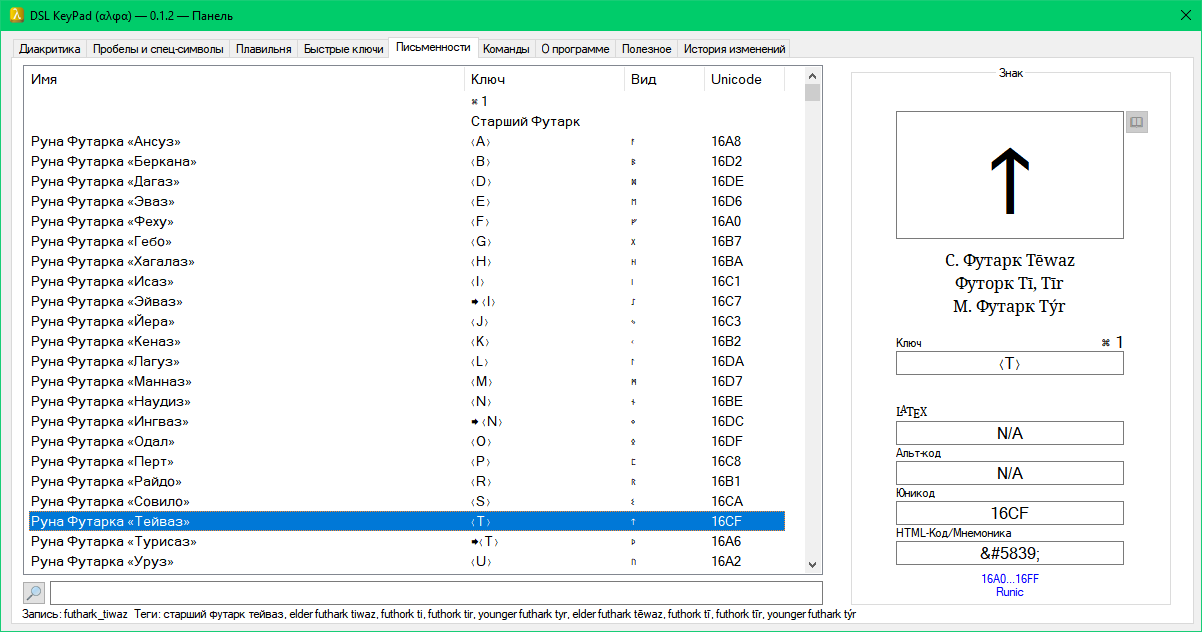 DSL KeyPad (αλφα) — 0.1.2 — Панель
Диакритика Пробелы и спец-символы Плавильня Быстрые ключи Письменности Команды О программе Полезное История изменений
Имя Ключ Вид Unicode
⌘ 1
Старший Футарк
Руна Футарка «Ансуз» ⟨A⟩ ᚨ 16A8
Руна Футарка «Беркана» ⟨B⟩ ᛒ 16D2
Руна Футарка «Дагаз» ⟨D⟩ ᛞ 16DE
Руна Футарка «Эваз» ⟨E⟩ ᛖ 16D6
Руна Футарка «Феху» ⟨F⟩ ᚠ 16A0
Руна Футарка «Гебо» ⟨G⟩ ᚷ 16B7
Руна Футарка «Хагалаз» ⟨H⟩ ᚺ 16BA
Руна Футарка «Исаз» ⟨I⟩ ᛁ 16C1
Руна Футарка «Эйваз» ➡ ⟨I⟩ ᛇ 16C7
Руна Футарка «Йера» ⟨J⟩ ᛃ 16C3
Руна Футарка «Кеназ» ⟨K⟩ ᚲ 16B2
Руна Футарка «Лагуз» ⟨L⟩ ᛚ 16DA
Руна Футарка «Манназ» ⟨M⟩ ᛗ 16D7
Руна Футарка «Наудиз» ⟨N⟩ ᚾ 16BE
Руна Футарка «Ингваз» ➡ ⟨N⟩ ᛜ 16DC
Руна Футарка «Одал» ⟨O⟩ ᛟ 16DF
Руна Футарка «Перт» ⟨P⟩ ᛈ 16C8
Руна Футарка «Райдо» ⟨R⟩ ᚱ 16B1
Руна Футарка «Совило» ⟨S⟩ ᛊ 16CA
Руна Футарка «Тейваз» ⟨T⟩ ᛏ 16CF
Руна Футарка «Турисаз» ➡⟨T⟩ ᚦ 16A6
Руна Футарка «Уруз» ⟨U⟩ ᚢ 16A2
Запись: futhark_tiwaz Теги: старший футарк тейваз, elder futhark tiwaz, futhork ti, futhork tir, younger futhark tyr, elder futhark tēwaz, futhork tī, futhork tīr, younger futhark týr
Знак
ᛏ
С. Футарк Tēwaz
Футорк Tī, Tīr
М. Футарк Týr
Ключ ⌘ 1
⟨T⟩
LATEX
N/A
Альт-код
N/A
Юникод
16CF
HTML-Код/Мнемоника
&#5839;
16A0...16FF
Runic